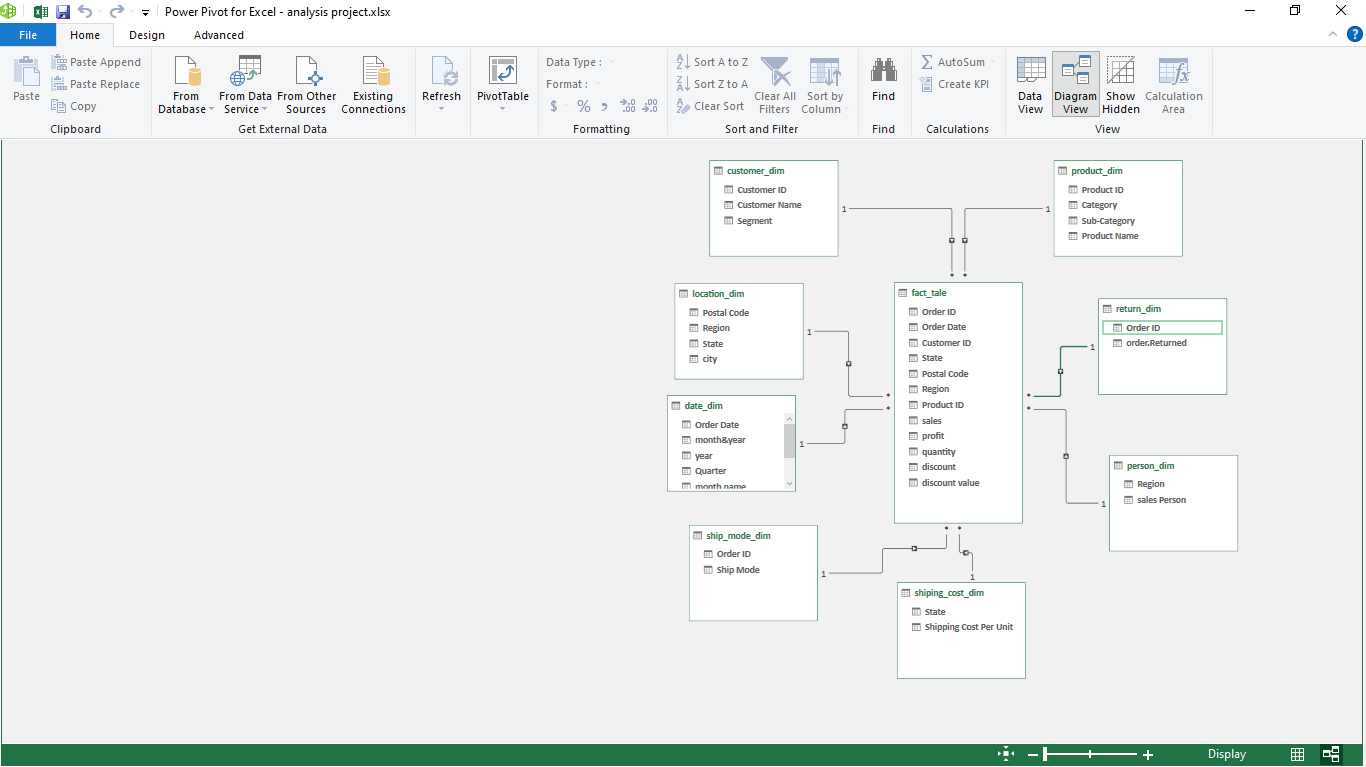 Power Pivot for Excel - analysis project.xlsx
File Home Design Advanced
Paste
Paste Append
Paste Replace
Copy
Clipboard
From Database
From Data Service
From Other Sources
Existing Connections
Get External Data
Refresh
PivotTable
Data Type :
Format :
$ % ,
Formatting
Sort A to Z
Sort Z to A
Clear Sort
Clear All Filters
Sort by Column
Sort and Filter
Find
Find
AutoSum
Create KPI
Calculations
Data View
Diagram View
Show Hidden
Calculation Area
View
customer_dim
Customer ID
Customer Name
Segment
1
product_dim
Product ID
Category
Sub-Category
Product Name
1
location_dim
Postal Code
Region
State
city
1
fact_tale
Order ID
Order Date
Customer ID
State
Postal Code
Region
Product ID
sales
profit
quantity
discount
discount value
return_dim
Order ID
order.Returned
1
date_dim
Order Date
month&year
year
Quarter
month name
1
person_dim
Region
sales Person
1
ship_mode_dim
Order ID
Ship Mode
1
1
shiping_cost_dim
State
Shipping Cost Per Unit
Display